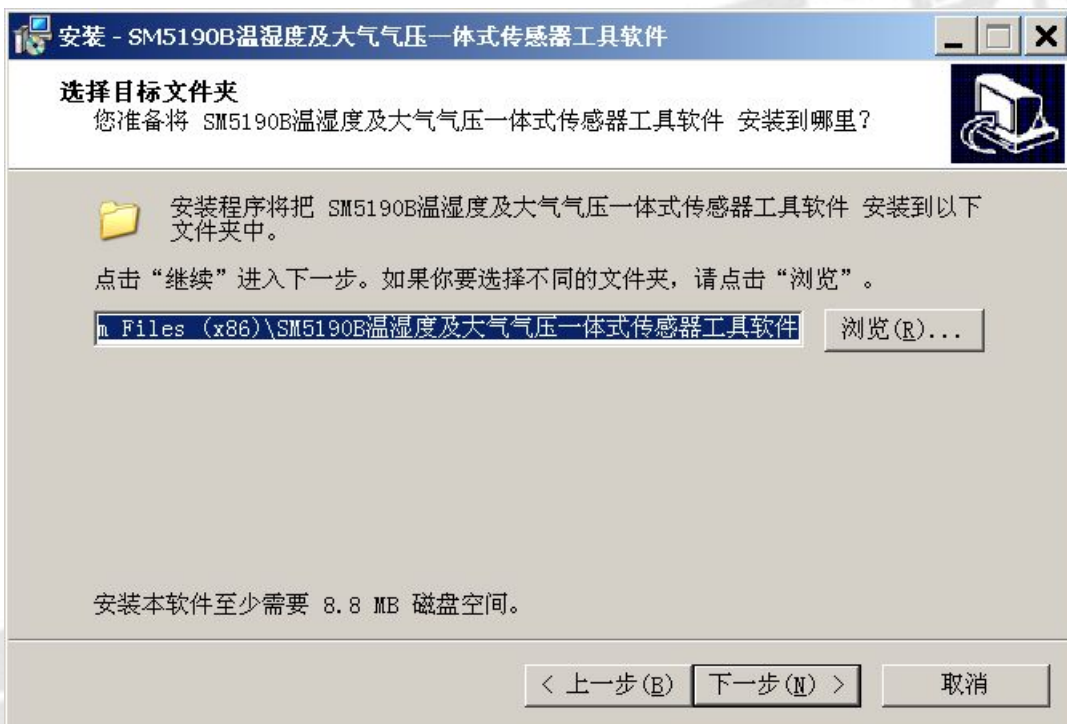 安装 - SM5190B温湿度及大气气压一体式传感器工具软件
选择目标文件夹
您准备将 SM5190B温湿度及大气气压一体式传感器工具软件 安装到哪里?
安装程序将把 SM5190B温湿度及大气气压一体式传感器工具软件 安装到以下
文件夹中。
点击“继续”进入下一步。如果你要选择不同的文件夹，请点击“浏览”。
m Files (x86)\SM5190B温湿度及大气气压一体式传感器工具软件
浏览(R)...
安装本软件至少需要 8.8 MB 磁盘空间。
< 上一步(B)
下一步(N) >
取消